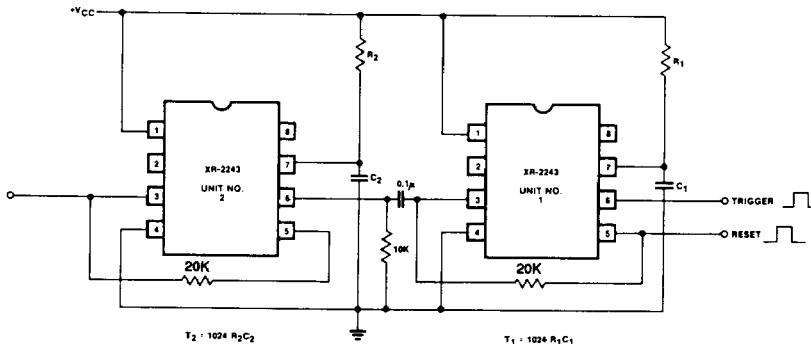 +VCC
R2
R1
1
8
1
8
XR-2243
UNIT NO.
2
XR-2243
UNIT NO.
1
2
7
2
7
C2
0.1μ
C1
3
6
3
6
TRIGGER
4
5
10K
4
5
RESET
20K
20K
T2 = 1024 R2C2
T1 = 1024 R1C1